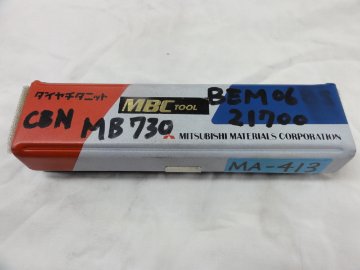 ダイヤチタニット
MBC TOOL
BEM06
21700
CBN MB730
MITSUBISHI MATERIALS CORPORATION
MA-413